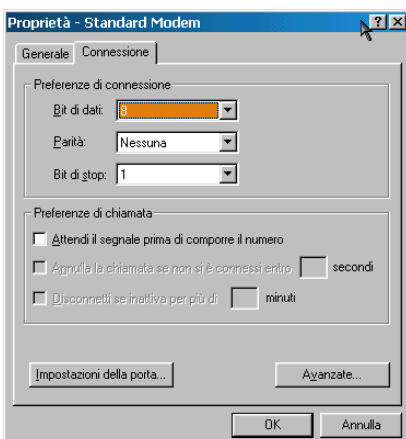 Proprietà - Standard Modem
Generale Connessione
Preferenze di connessione
Bit di dati: 8
Parità: Nessuna
Bit di stop: 1
Preferenze di chiamata
Attendi il segnale prima di comporre il numero
Annulla la chiamata se non si è connessi entro secondi
Disconnetti se inattiva per più di minuti
Impostazioni della porta... Avanzate...
OK Annulla